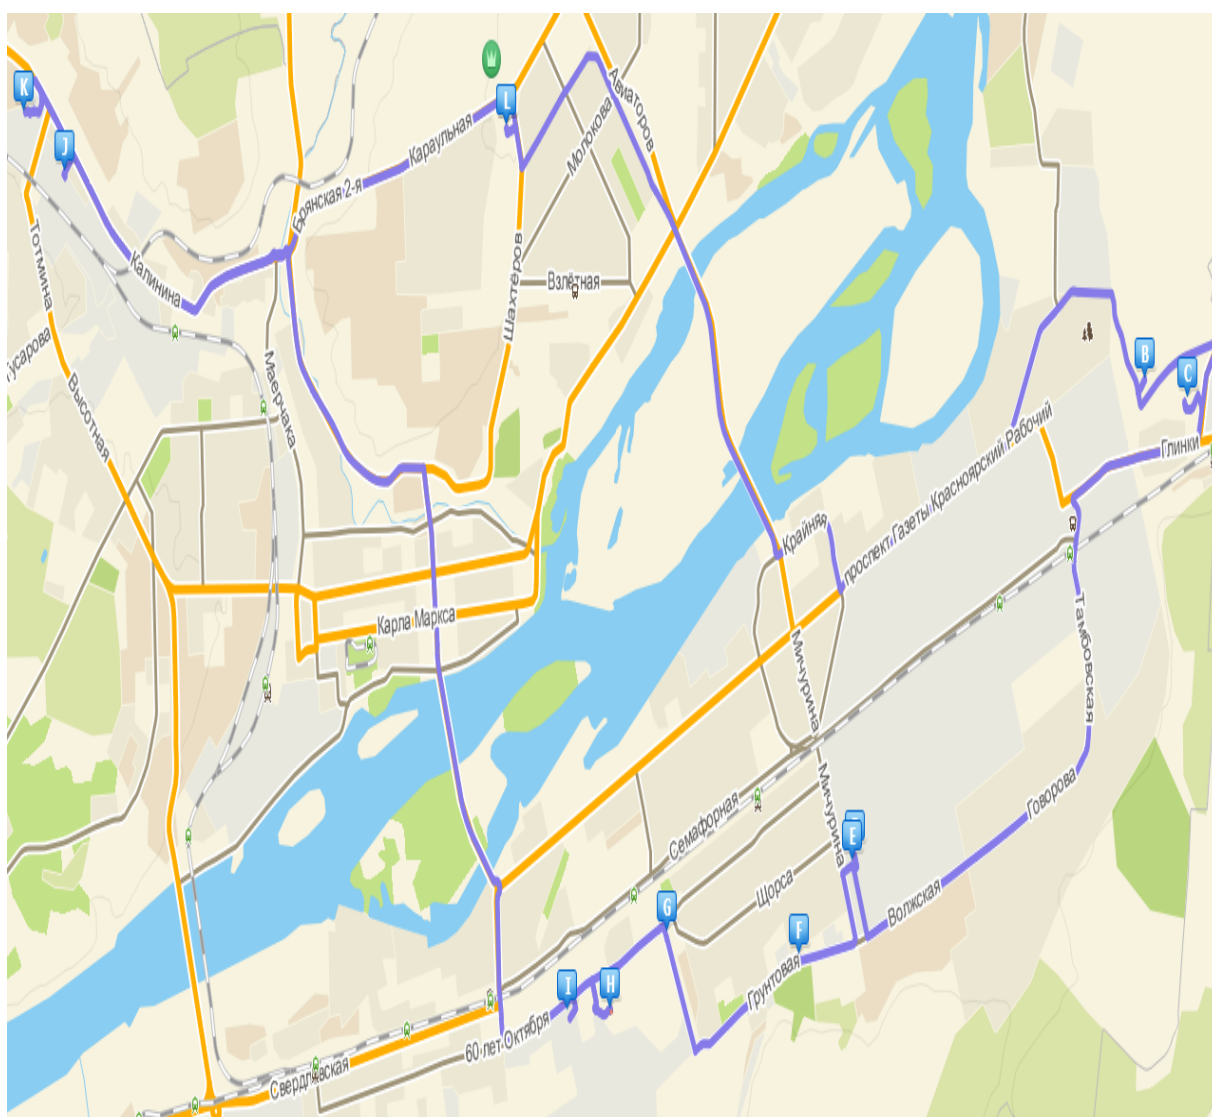 K
J
L
Авиаторов
Молокова
Караульная
Брянская 2-я
Калинина
Тотмина
Взлётная
Шахтёров
Маерчака
Высотная
B
C
Глинки
проспект Газеты Красноярский Рабочий
Крайняя
Карла Маркса
Мичурина
Тамбовская
Мичурина
Говорова
Семафорная
E
Щорса
Волжская
G
F
Грунтовая
I
H
60 лет Октября
Свердловская